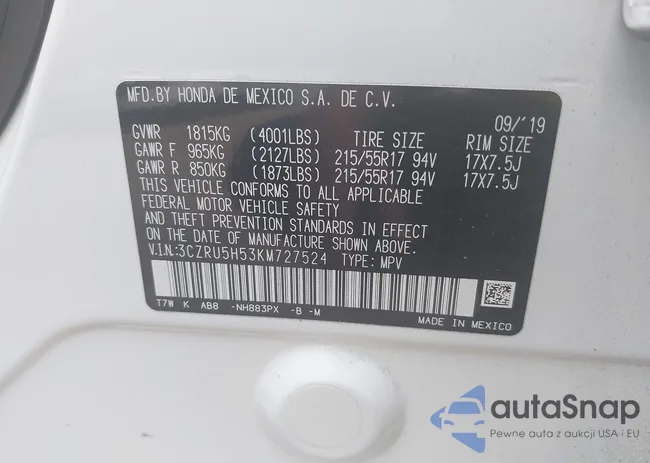 MFD.BY HONDA DE MEXICO S.A. DE C.V.
09/'19
GVWR 1815KG (4001LBS) TIRE SIZE RIM SIZE
GAWR F 965KG (2127LBS) 215/55R17 94V 17X7.5J
GAWR R 850KG (1873LBS) 215/55R17 94V 17X7.5J
THIS VEHICLE CONFORMS TO ALL APPLICABLE
FEDERAL MOTOR VEHICLE SAFETY
AND THEFT PREVENTION STANDARDS IN EFFECT
ON THE DATE OF MANUFACTURE SHOWN ABOVE.
V.I.N.:3CZRU5H53KM727524 TYPE: MPV
T7W K AB8 -NH883PX -B -M
MADE IN MEXICO
autaSnap
Pewne auta z aukcji USA i EU